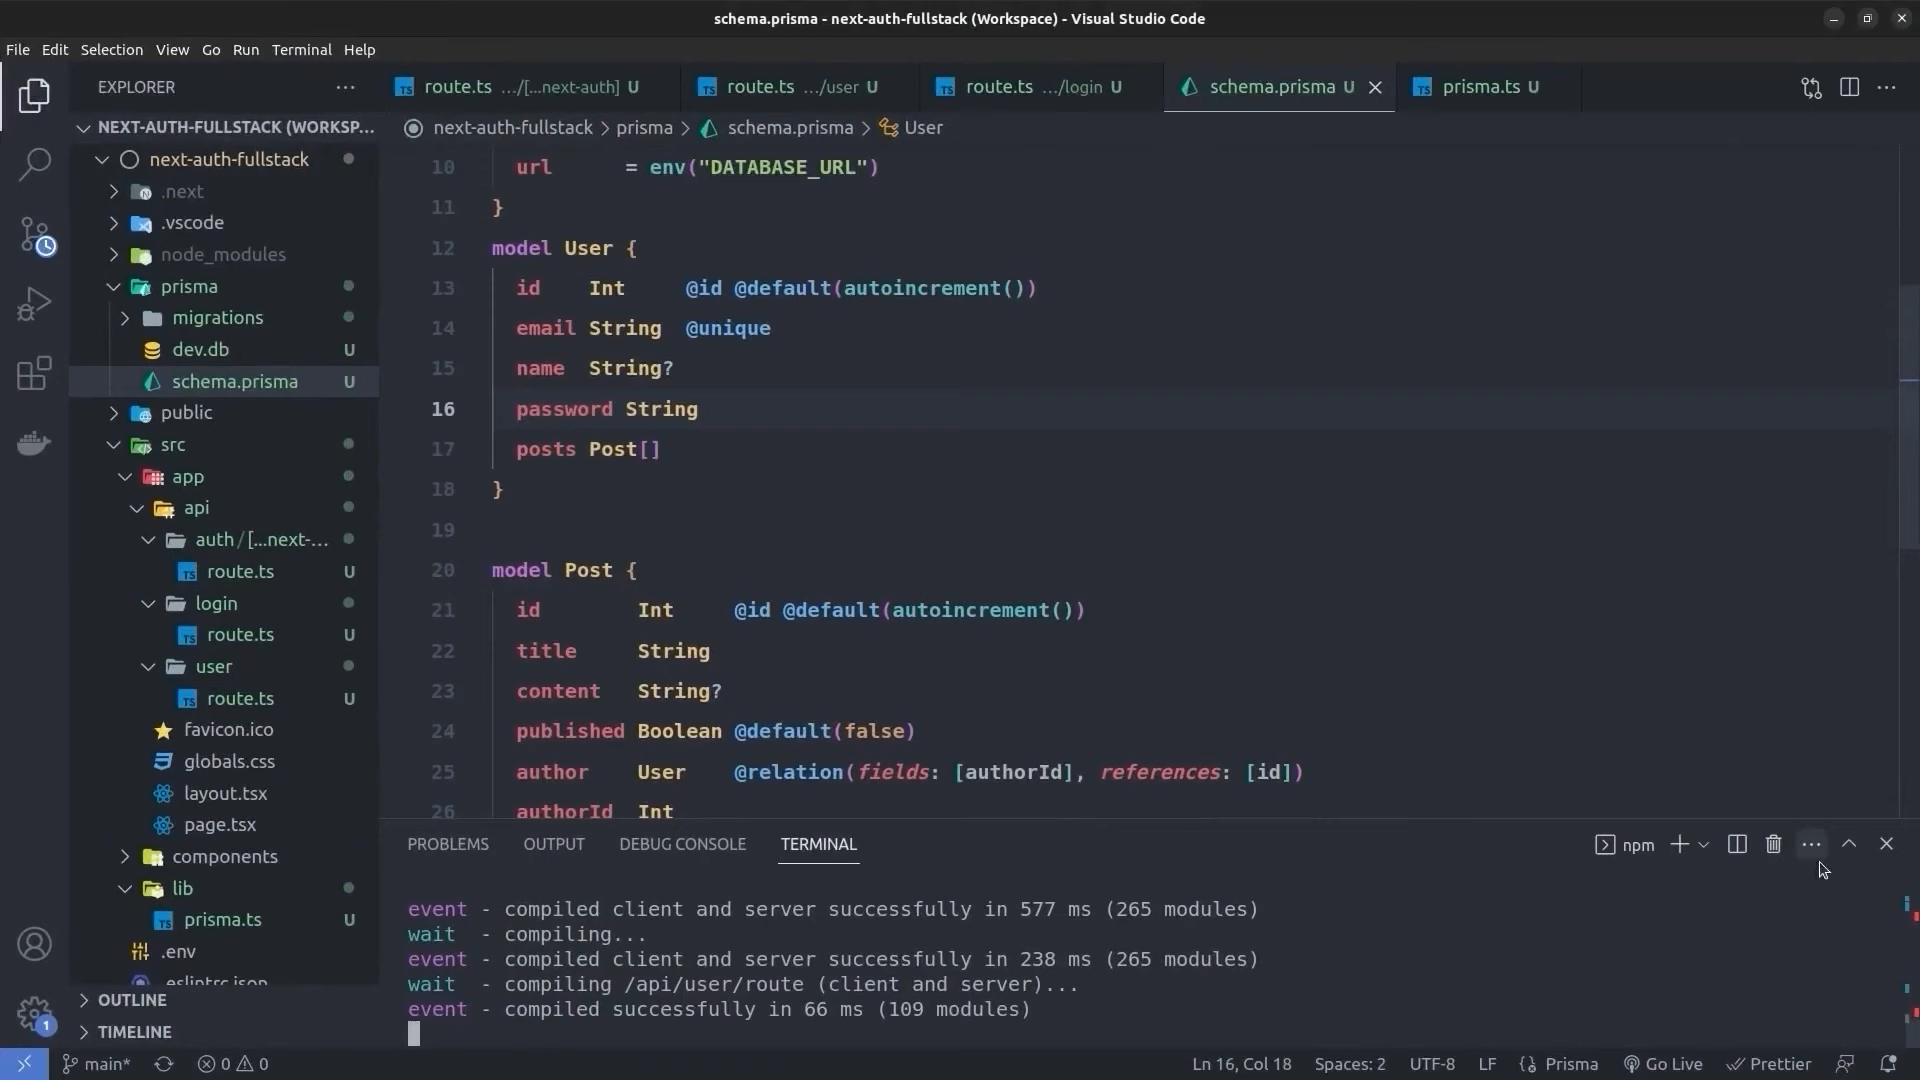 schema.prisma - next-auth-fullstack (Workspace) - Visual Studio Code
File Edit Selection View Go Run Terminal Help
EXPLORER
NEXT-AUTH-FULLSTACK (WORKSP...
next-auth-fullstack
.next
.vscode
node_modules
prisma
migrations
dev.db U
schema.prisma U
public
src
app
api
auth/[...next-...
route.ts U
login
route.ts U
user
route.ts U
favicon.ico
globals.css
layout.tsx
page.tsx
components
lib
prisma.ts U
.env
.eslintrc.json
OUTLINE
TIMELINE
route.ts .../[...next-auth] U
route.ts .../user U
route.ts .../login U
schema.prisma U
prisma.ts U
next-auth-fullstack > prisma > schema.prisma > User
10 url = env("DATABASE_URL")
11 }
12 model User {
13 id Int @id @default(autoincrement())
14 email String @unique
15 name String?
16 password String
17 posts Post[]
18 }
19
20 model Post {
21 id Int @id @default(autoincrement())
22 title String
23 content String?
24 published Boolean @default(false)
25 author User @relation(fields: [authorId], references: [id])
26 authorId Int
PROBLEMS OUTPUT DEBUG CONSOLE TERMINAL
npm
event - compiled client and server successfully in 577 ms (265 modules)
wait - compiling...
event - compiled client and server successfully in 238 ms (265 modules)
wait - compiling /api/user/route (client and server)...
event - compiled successfully in 66 ms (109 modules)
1
main* 0 0
Ln 16, Col 18 Spaces: 2 UTF-8 LF {} Prisma Go Live Prettier